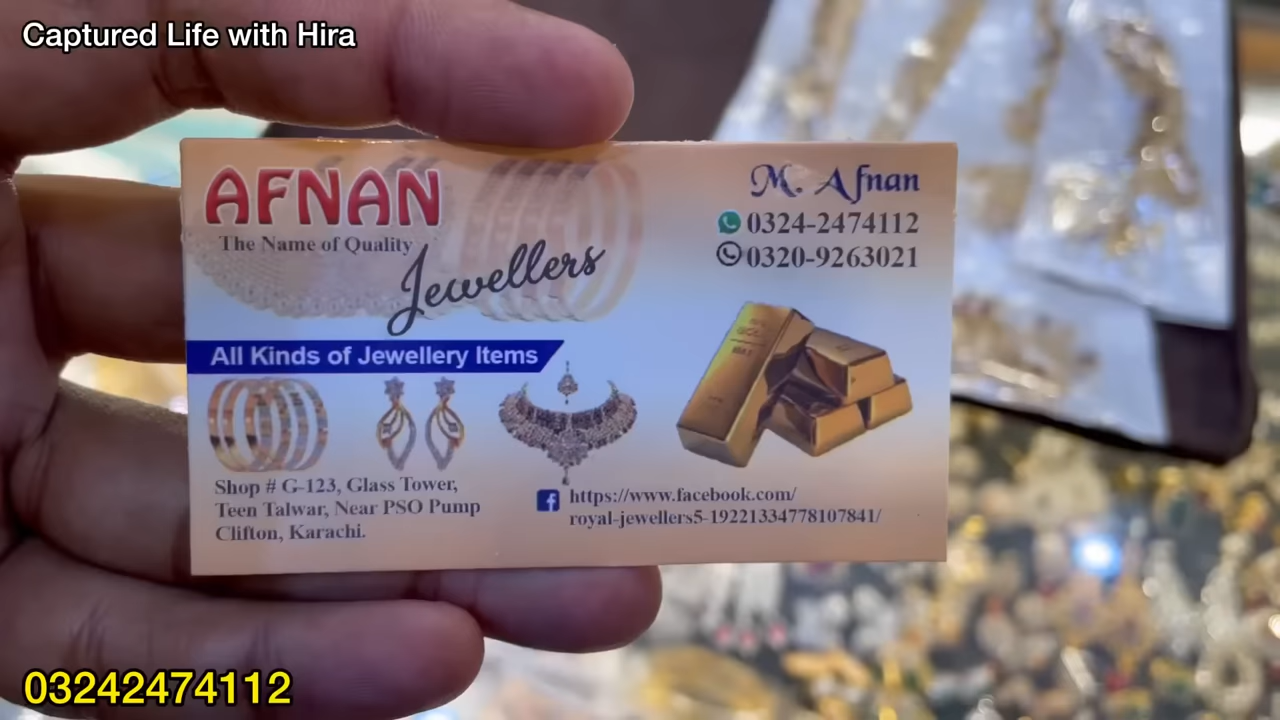 Captured Life with Hira
AFNAN
The Name of Quality
Jewellers
M. Afnan
0324-2474112
0320-9263021
All Kinds of Jewellery Items
Shop # G-123, Glass Tower,
Teen Talwar, Near PSO Pump
Clifton, Karachi.
https://www.facebook.com/
royal-jewellers5-19221334778107841/
03242474112